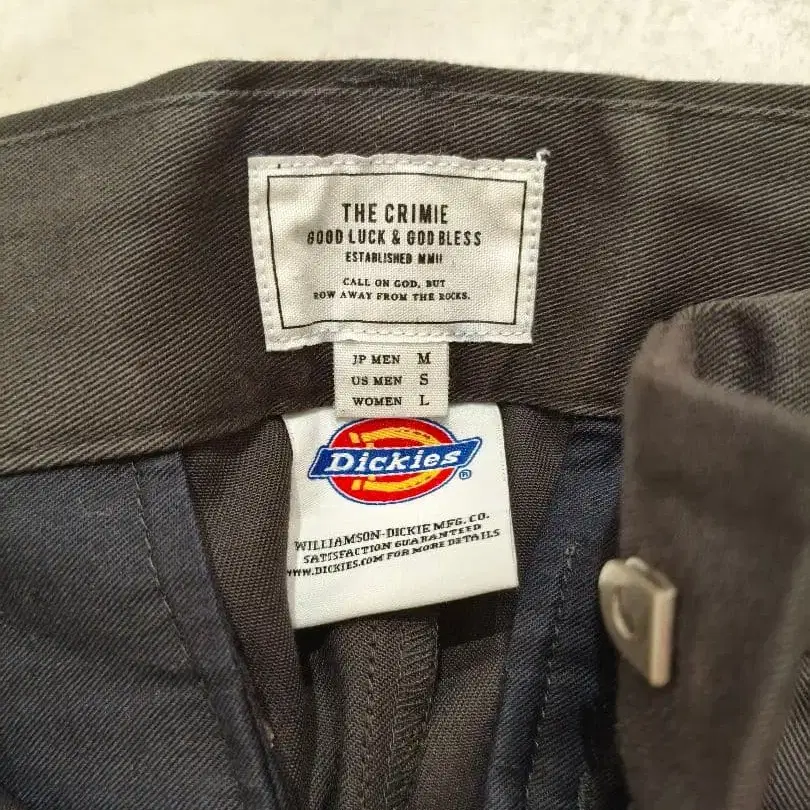 THE CRIMIE
GOOD LUCK & GOD BLESS
ESTABLISHED MMII
CALL ON GOD, BUT
ROW AWAY FROM THE ROCKS.
JP MEN M
US MEN S
WOMEN L
Dickies ®
WILLIAMSON-DICKIE MFG. CO.
SATISFACTION GUARANTEED
WWW.DICKIES.COM FOR MORE DETAILS